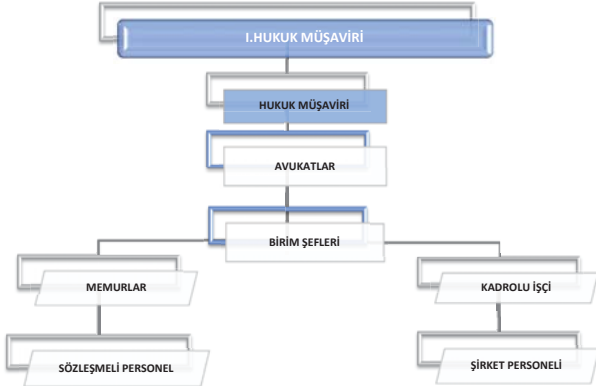 I.HUKUK MÜŞAVİRİ
HUKUK MÜŞAVİRİ
AVUKATLAR
BİRİM ŞEFLERİ
MEMURLAR
KADROLU İŞÇİ
SÖZLEŞMELİ PERSONEL
ŞİRKET PERSONELİ